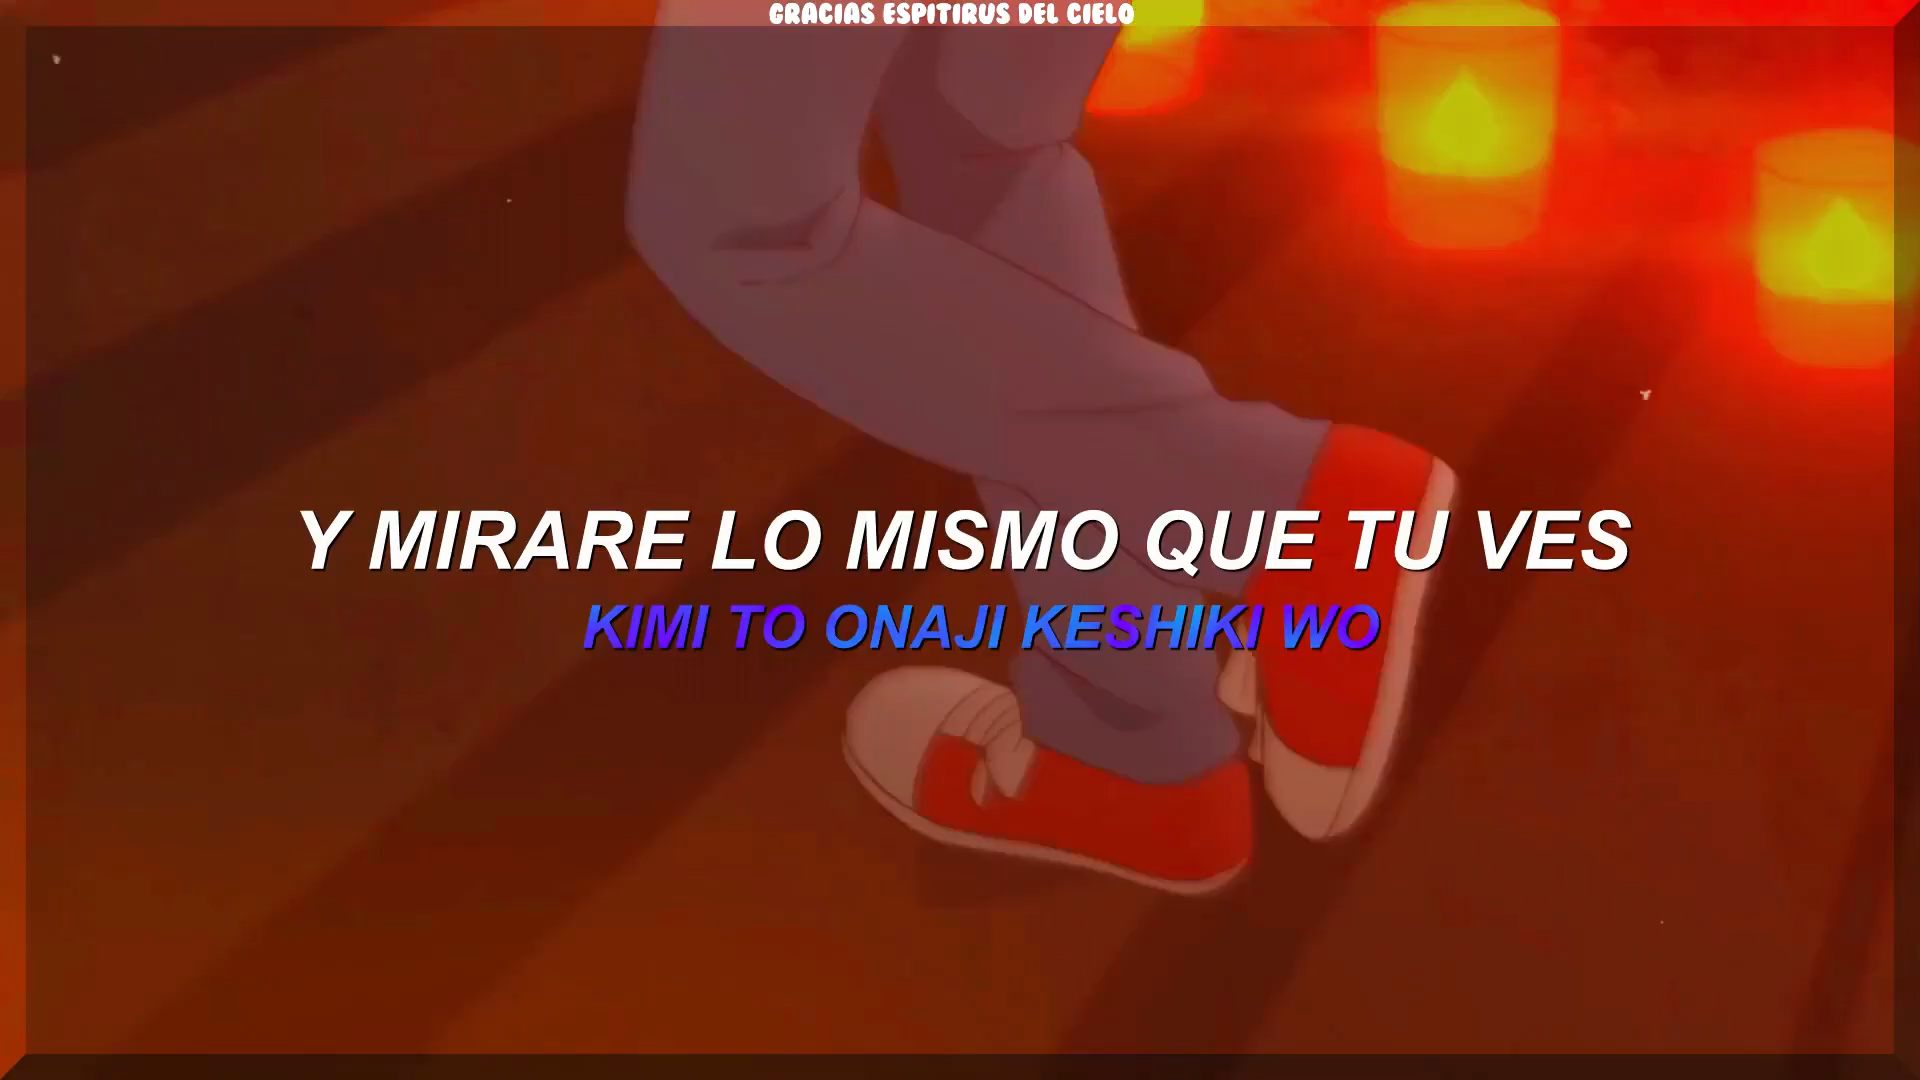 GRACIAS ESPITIRUS DEL CIELO
Y MIRARE LO MISMO QUE TU VES
KIMI TO ONAJI KESHIKI WO